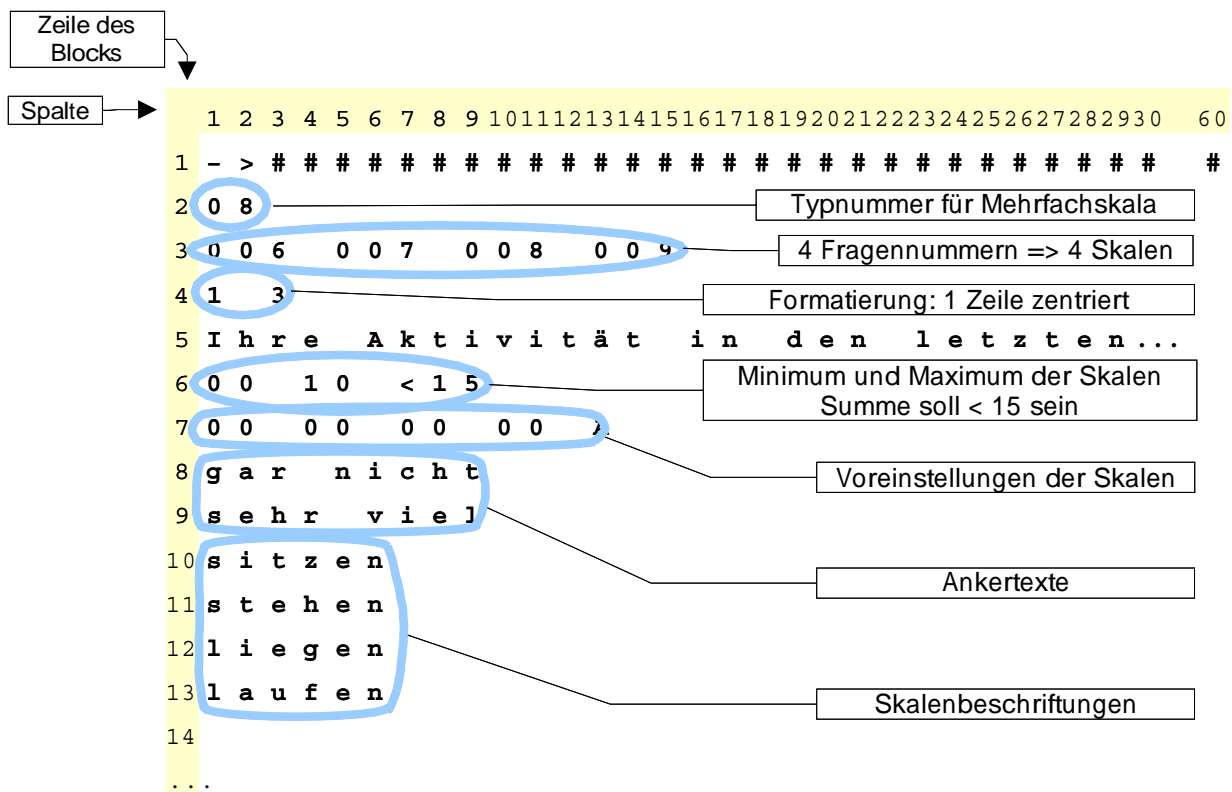 Zeile des
Blocks
Spalte
1 2 3 4 5 6 7 8 9 10 11 12 13 14 15 16 17 18 19 20 21 22 23 24 25 26 27 28 29 30 60
1 - > # # # # # # # # # # # # # # # # # # # # # # # # # # # # #
2 0 8
Typnummer für Mehrfachskala
3 0 0 6 0 0 7 0 0 8 0 0 9
4 Fragennummern => 4 Skalen
4 1 3
Formatierung: 1 Zeile zentriert
5 I h r e A k t i v i t ä t i n d e n l e t z t e n ...
6 0 0 1 0 < 1 5
Minimum und Maximum der Skalen
Summe soll < 15 sein
7 0 0 0 0 0 0 0 0 A
Voreinstellungen der Skalen
8 g a r n i c h t
9 s e h r v i e l
Ankertexte
10 s i t z e n
11 s t e h e n
12 l i e g e n
13 l a u f e n
Skalenbeschriftungen
14
...